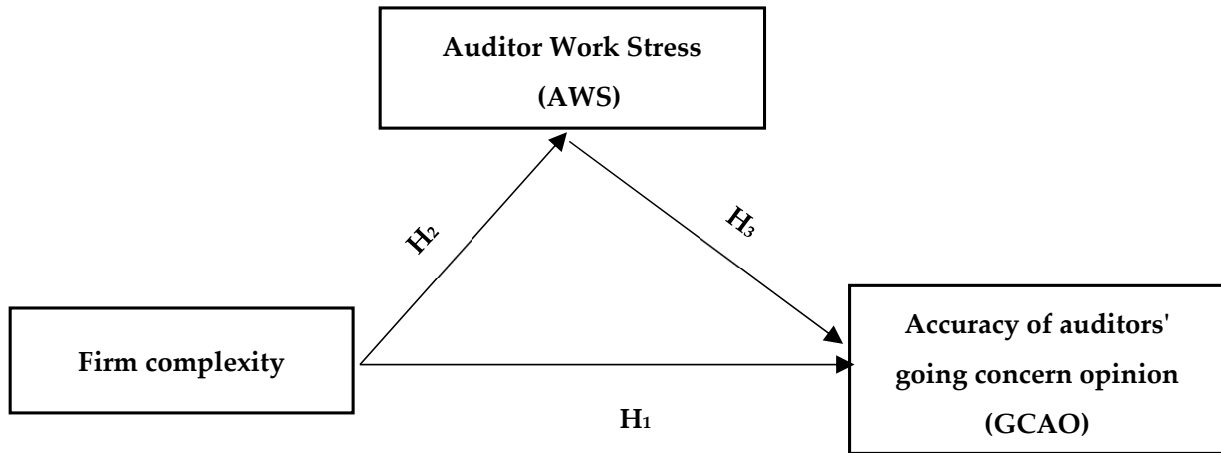 Auditor Work Stress
(AWS)
H₂
H₃
Firm complexity
Accuracy of auditors'
going concern opinion
(GCAO)
H₁